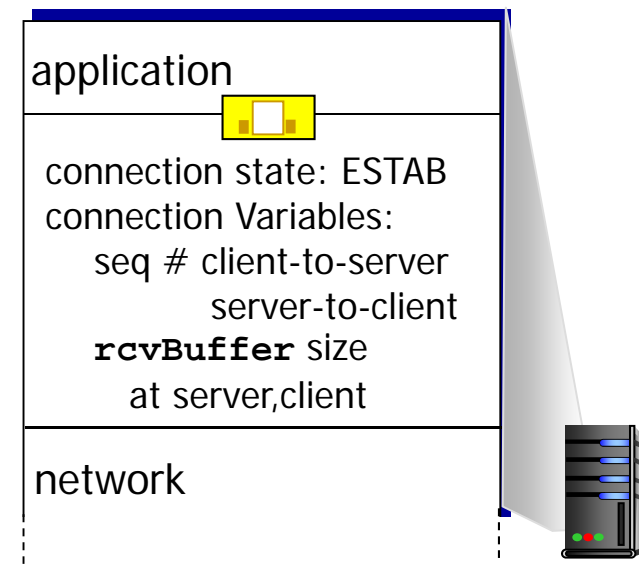 application
connection state: ESTAB
connection Variables:
seq # client-to-server
server-to-client
rcvBuffer size
at server,client
network